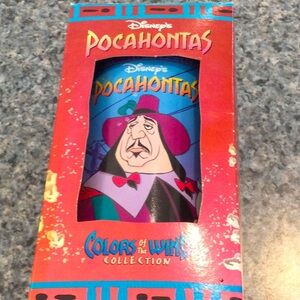 Disney's
POCAHONTAS
Disney's
POCAHONTAS
COLORS OF THE WIND
COLLECTION